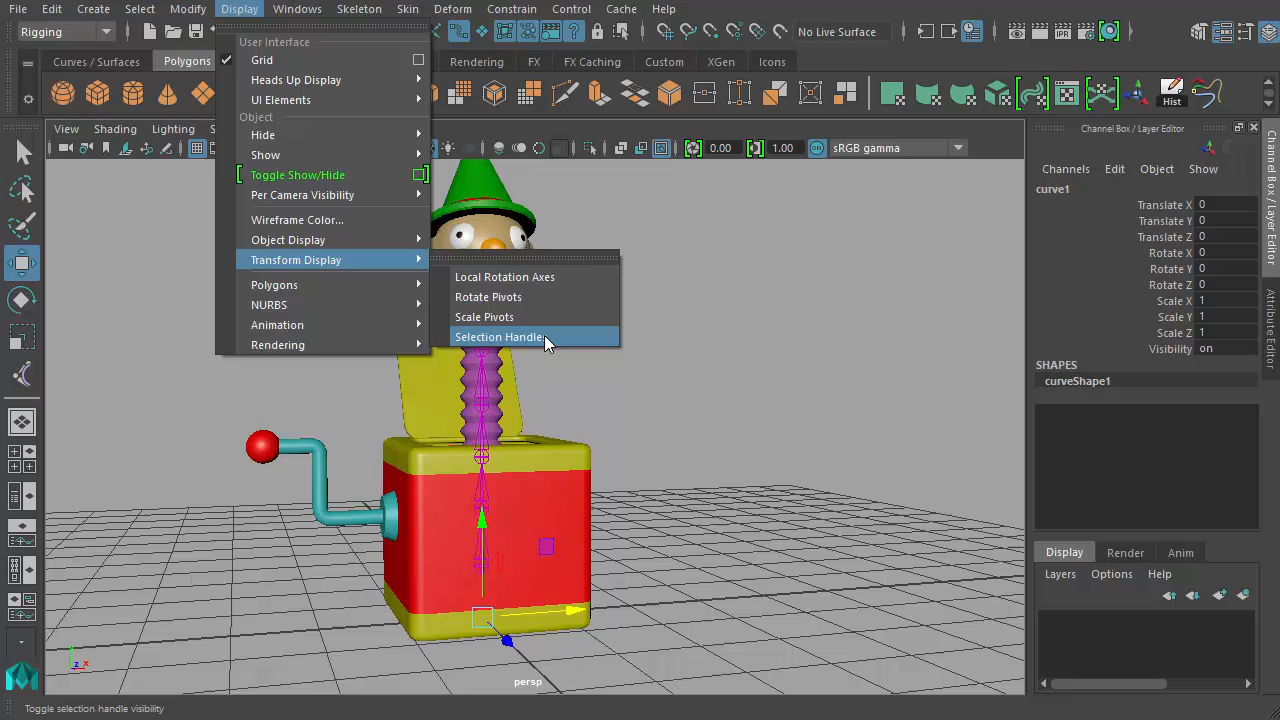 File Edit Create Select Modify Display Windows Skeleton Skin Deform Constrain Control Cache Help
Rigging No Live Surface
Curves / Surfaces Polygons Rendering FX FX Caching Custom XGen Icons
Hist
View Shading Lighting
0.00 1.00 sRGB gamma
User Interface
Grid
Heads Up Display
UI Elements
Object
Hide
Show
Toggle Show/Hide
Per Camera Visibility
Wireframe Color...
Object Display
Transform Display
Polygons
NURBS
Animation
Rendering
Local Rotation Axes
Rotate Pivots
Scale Pivots
Selection Handles
persp
Channel Box / Layer Editor
Channels Edit Object Show
curve1
Translate X 0
Translate Y 0
Translate Z 0
Rotate X 0
Rotate Y 0
Rotate Z 0
Scale X 1
Scale Y 1
Scale Z 1
Visibility on
SHAPES
curveShape1
Display Render Anim
Layers Options Help
Channel Box / Layer Editor
Attribute Editor
z x
Toggle selection handle visibility